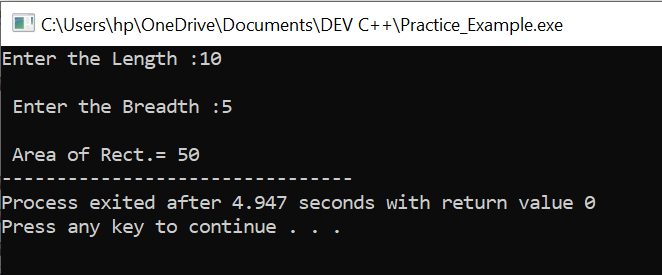 C:\Users\hp\OneDrive\Documents\DEV C++\Practice_Example.exe
Enter the Length :10
Enter the Breadth :5
Area of Rect.= 50
--------------------------------
Process exited after 4.947 seconds with return value 0
Press any key to continue . . .